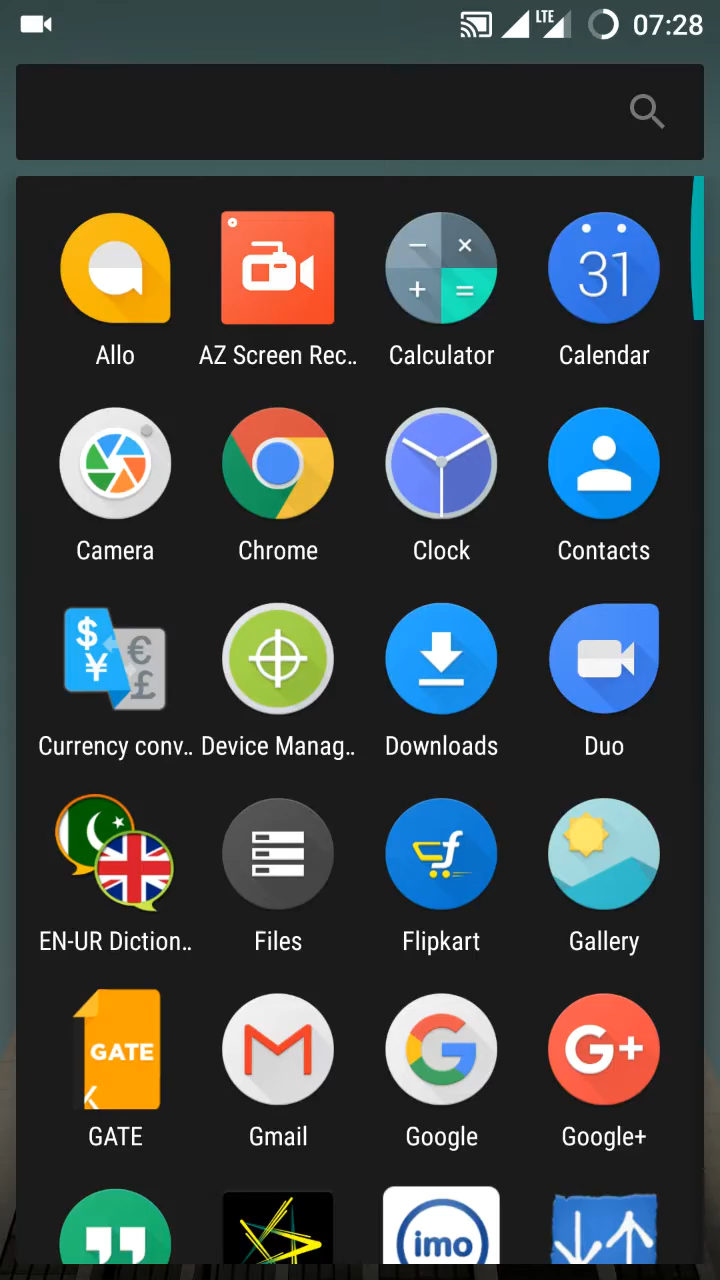 LTE 07:28
31
Allo AZ Screen Rec.. Calculator Calendar
Camera Chrome Clock Contacts
Currency conv.. Device Manag.. Downloads Duo
EN-UR Diction.. Files Flipkart Gallery
GATE
G+
GATE Gmail Google Google+
imo